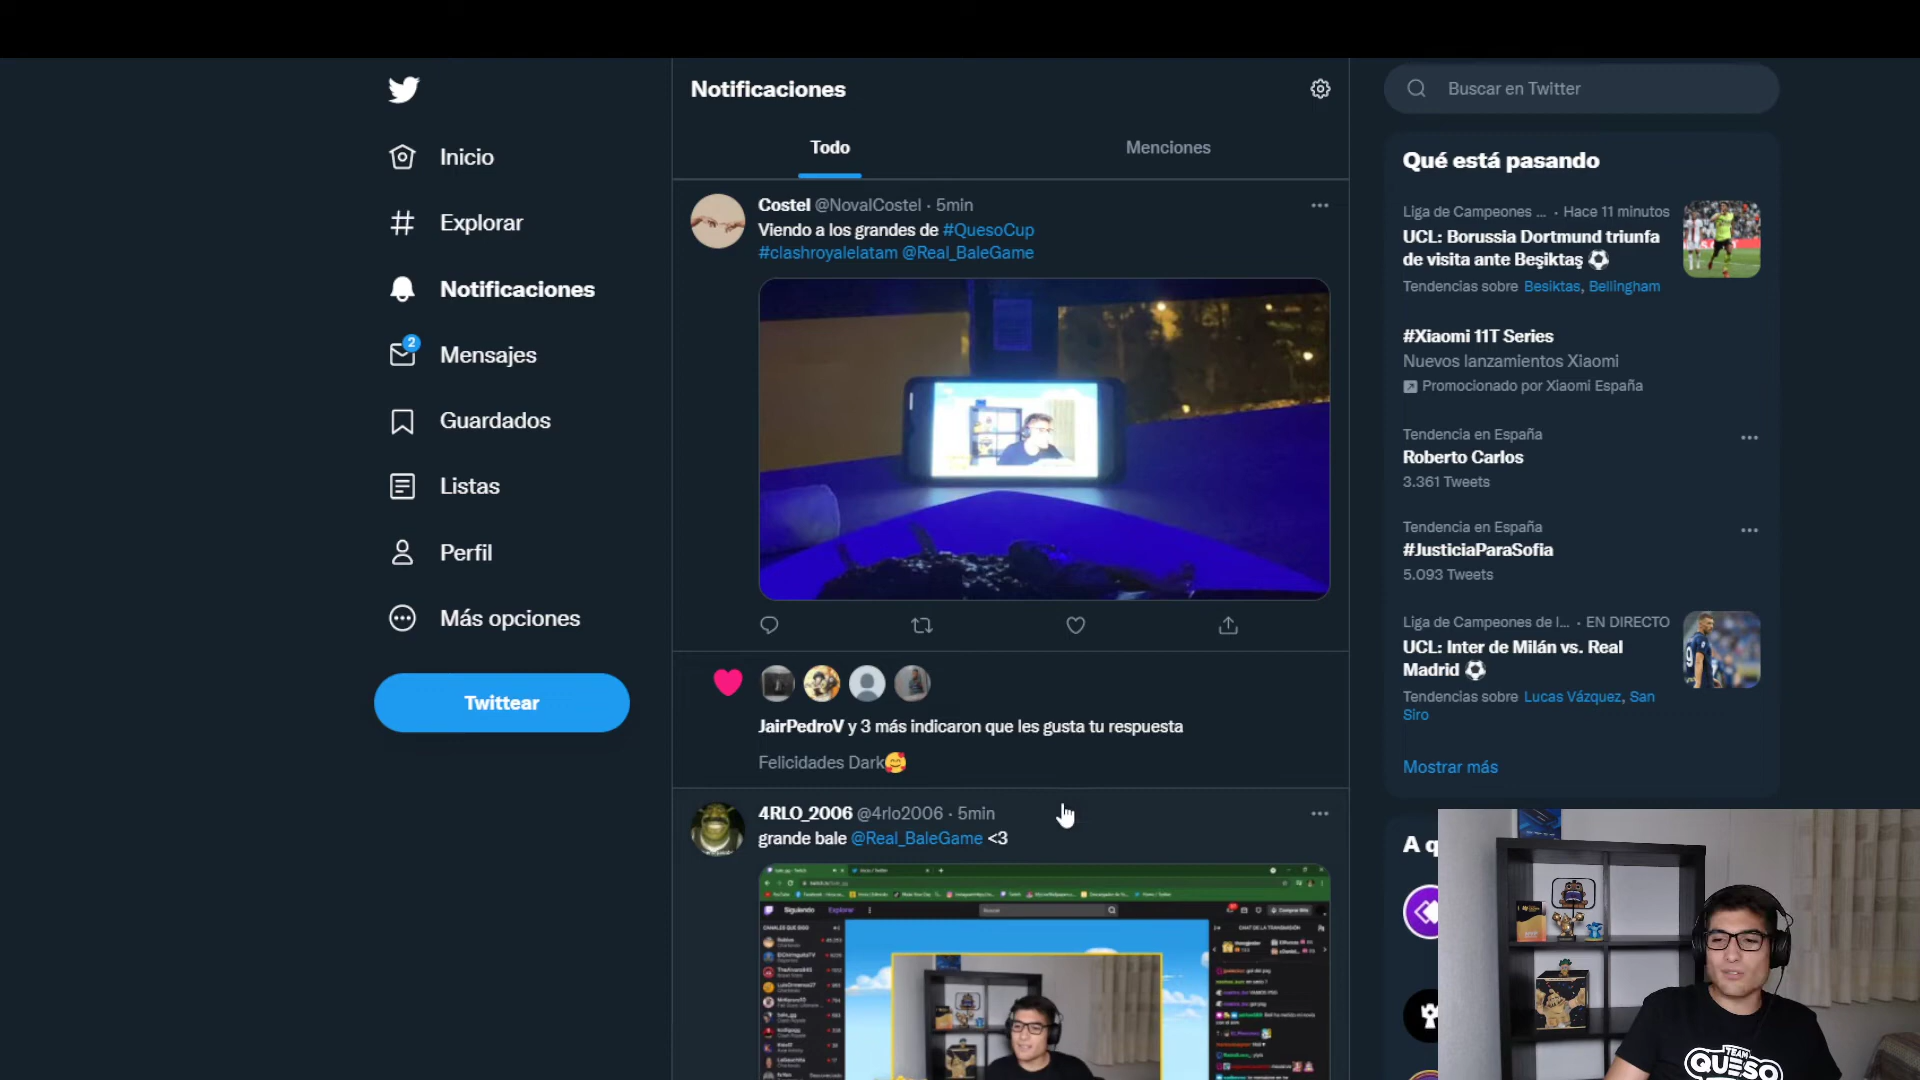 Inicio
Explorar
Notificaciones
2
Mensajes
Guardados
Listas
Perfil
Más opciones
Twittear
Notificaciones
Todo
Menciones
Costel @NovalCostel · 5min
Viendo a los grandes de #QuesoCup
#clashroyalelatam @Real_BaleGame
JairPedroV y 3 más indicaron que les gusta tu respuesta
Felicidades Dark🥰
4RLO_2006 @4rlo2006 · 5min
grande bale @Real_BaleGame <3
Siguiendo
Explorar
Buscar en Twitter
Qué está pasando
Liga de Campeones ... · Hace 11 minutos
UCL: Borussia Dortmund triunfa
de visita ante Beşiktaş ⚽
Tendencias sobre Besiktas, Bellingham
#Xiaomi 11T Series
Nuevos lanzamientos Xiaomi
Promocionado por Xiaomi España
Tendencia en España
Roberto Carlos
3.361 Tweets
Tendencia en España
#JusticiaParaSofia
5.093 Tweets
Liga de Campeones de l... · EN DIRECTO
UCL: Inter de Milán vs. Real
Madrid ⚽
Tendencias sobre Lucas Vázquez, San
Siro
Mostrar más
A q
TEAM
QUESO